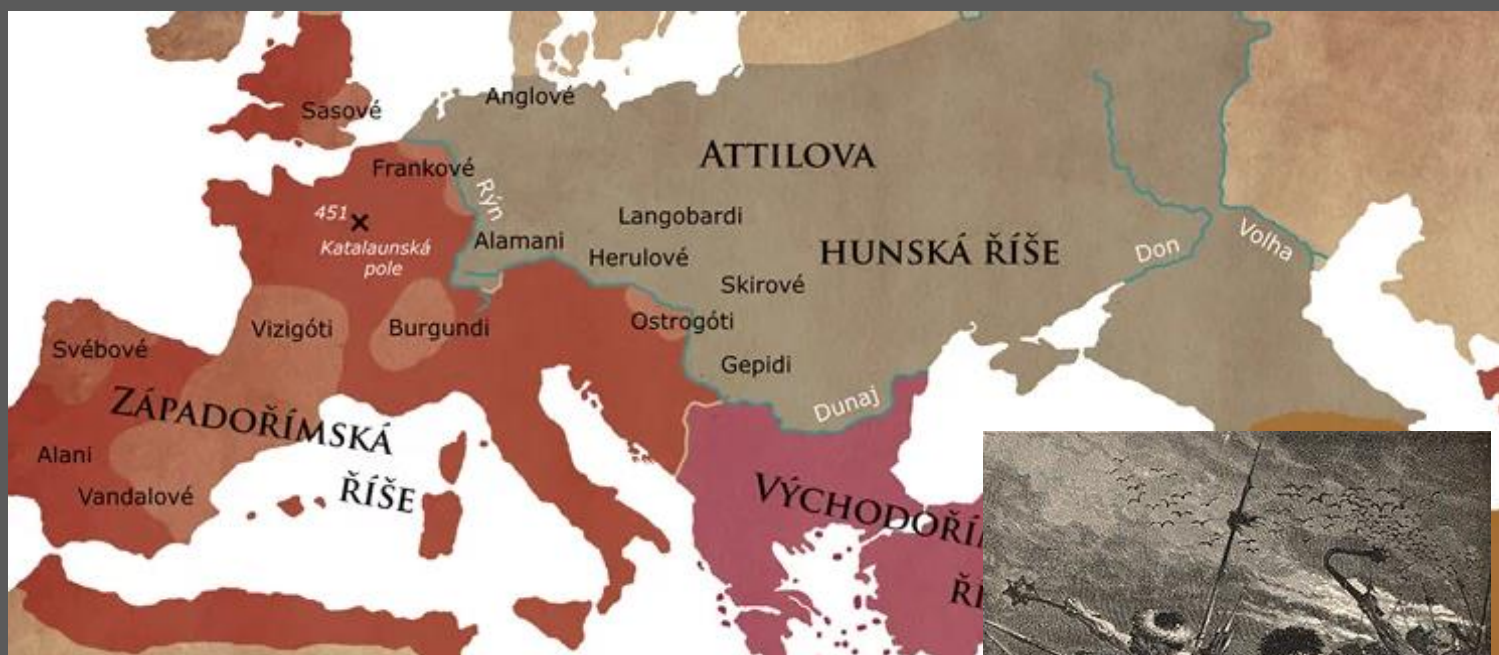 Sasové
Anglové
Frankové
Rýn
ATTILOVA
HUNSKÁ ŘÍŠE
451
Katalaunská
pole
Alamani
Langobardi
Herulové
Skirové
Don
Volha
Svébové
Vizigóti
Burgundi
Ostrogóti
Gepidi
Dunaj
ZÁPADOŘÍMSKÁ
ŘÍŠE
Alani
Vandalové